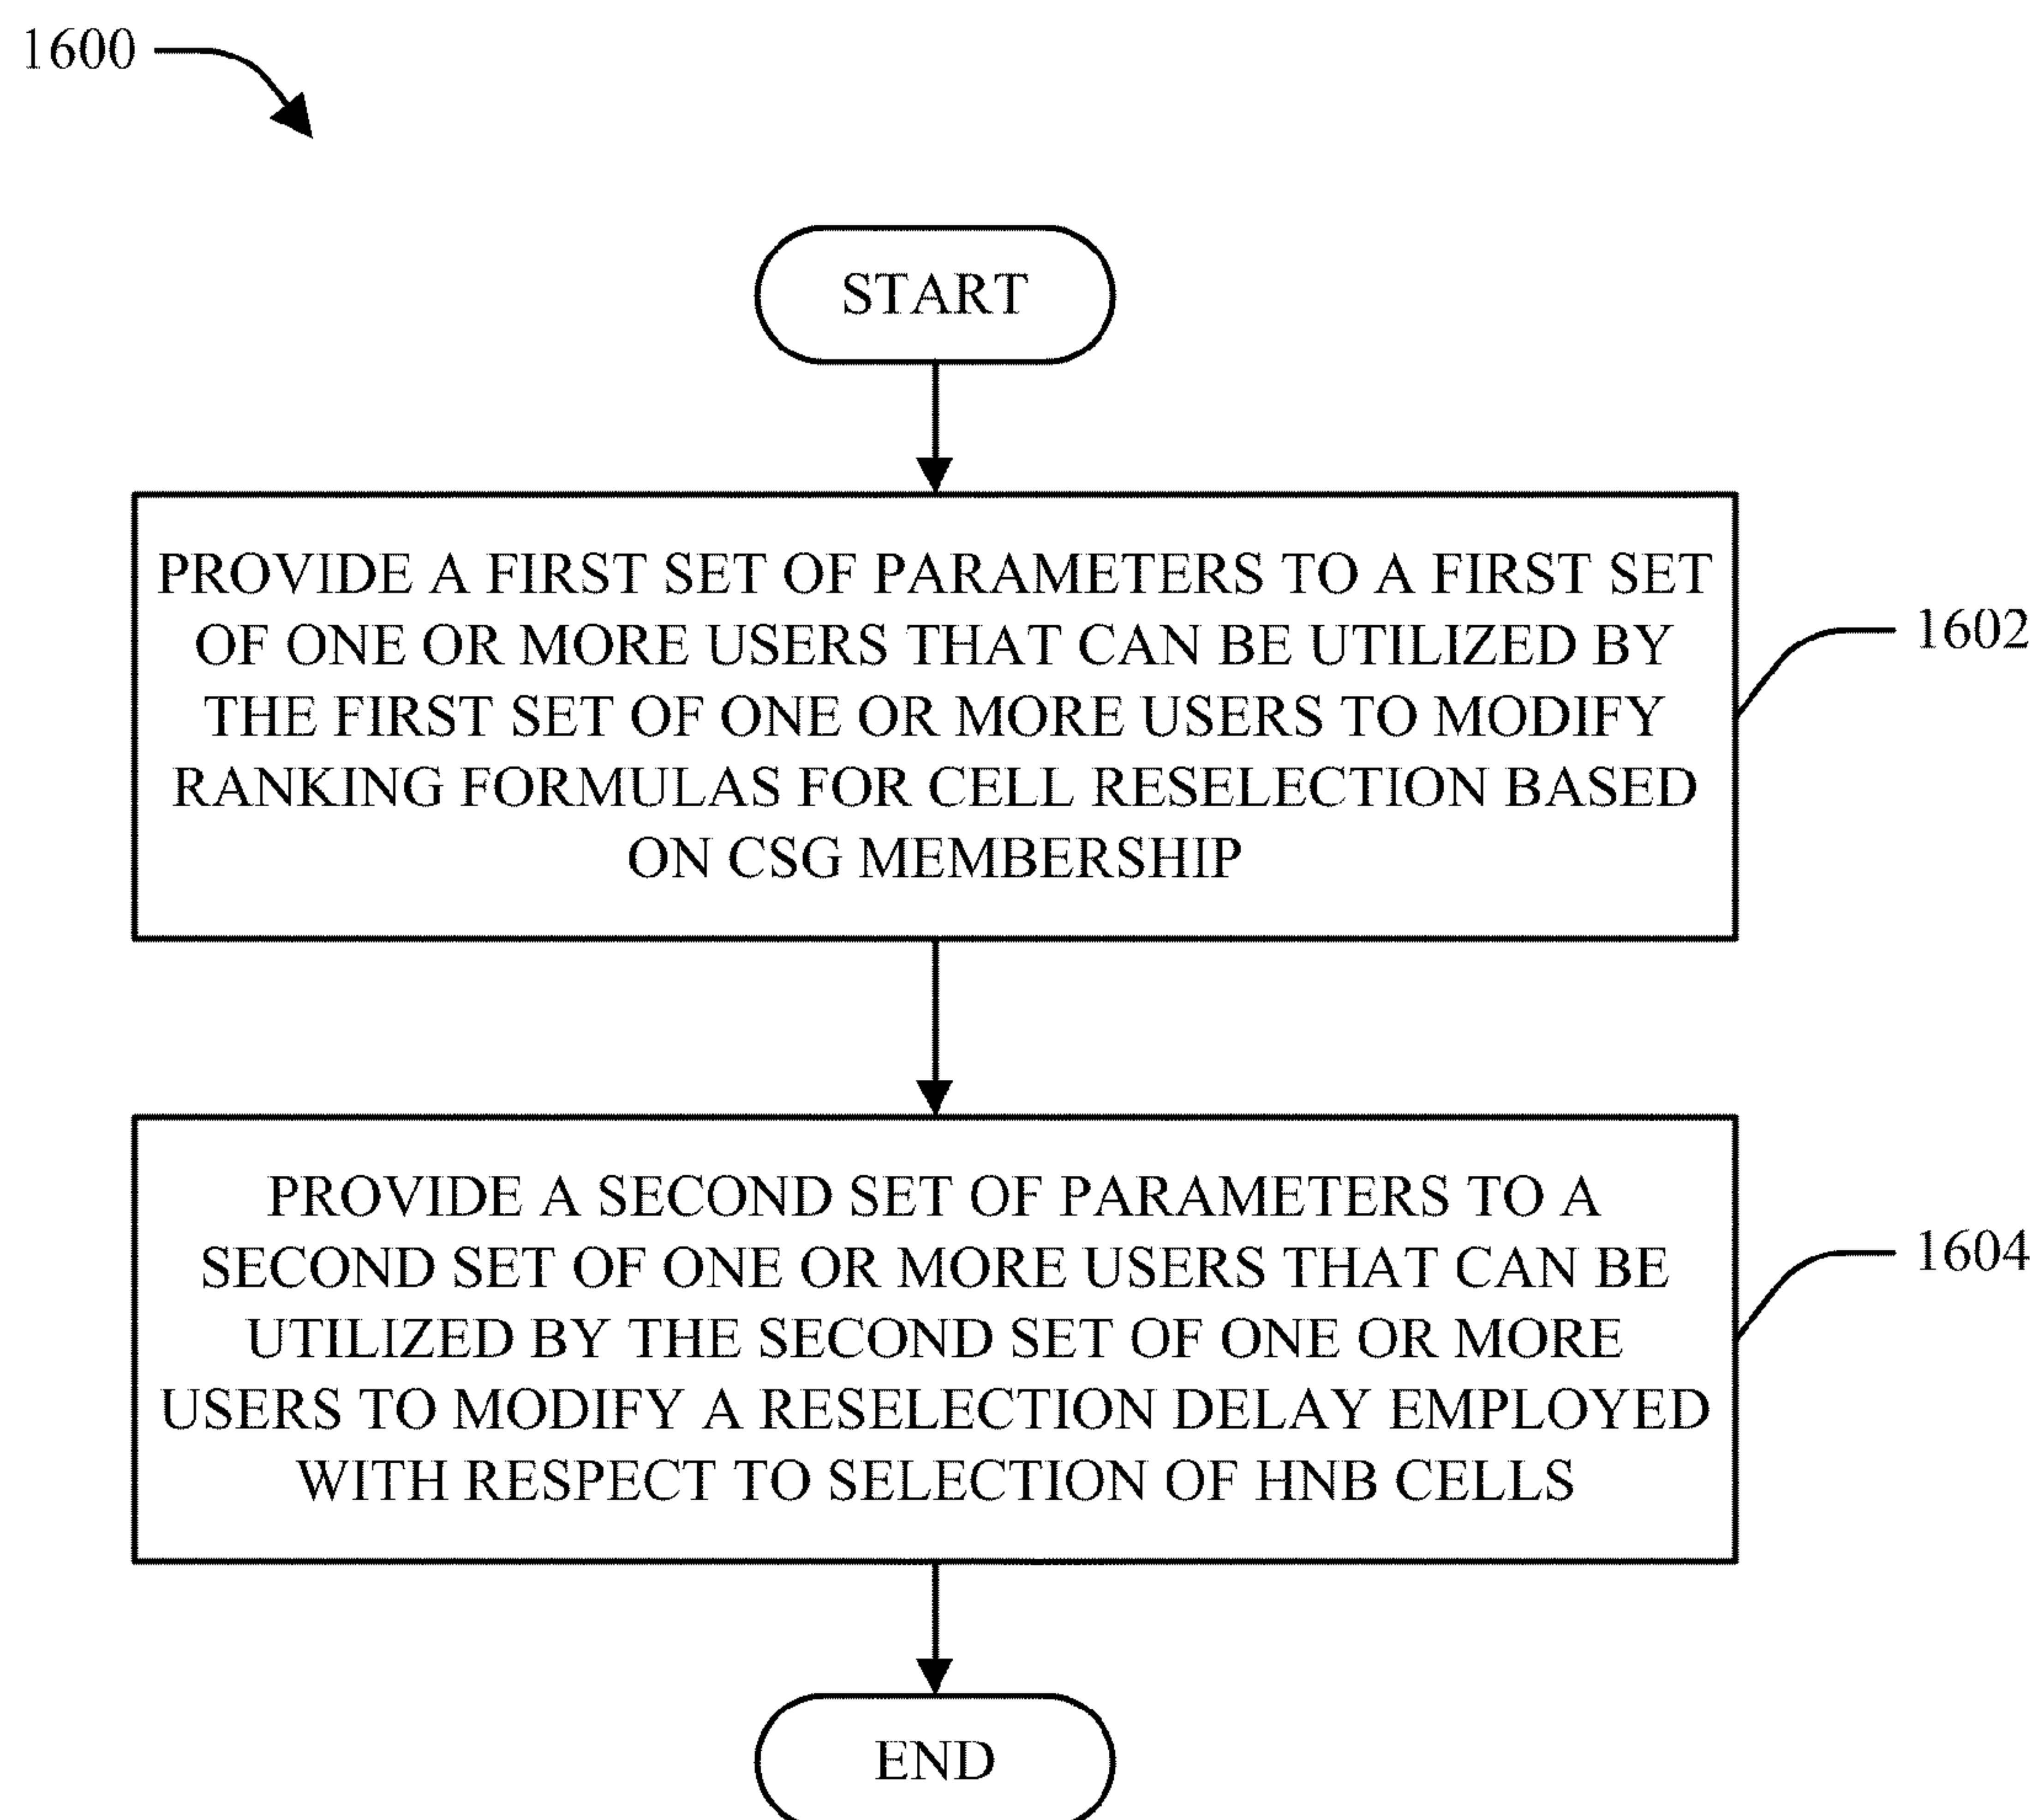 1600
START
PROVIDE A FIRST SET OF PARAMETERS TO A FIRST SET
OF ONE OR MORE USERS THAT CAN BE UTILIZED BY
THE FIRST SET OF ONE OR MORE USERS TO MODIFY
RANKING FORMULAS FOR CELL RESELECTION BASED
ON CSG MEMBERSHIP
1602
PROVIDE A SECOND SET OF PARAMETERS TO A
SECOND SET OF ONE OR MORE USERS THAT CAN BE
UTILIZED BY THE SECOND SET OF ONE OR MORE
USERS TO MODIFY A RESELECTION DELAY EMPLOYED
WITH RESPECT TO SELECTION OF HNB CELLS
1604
END